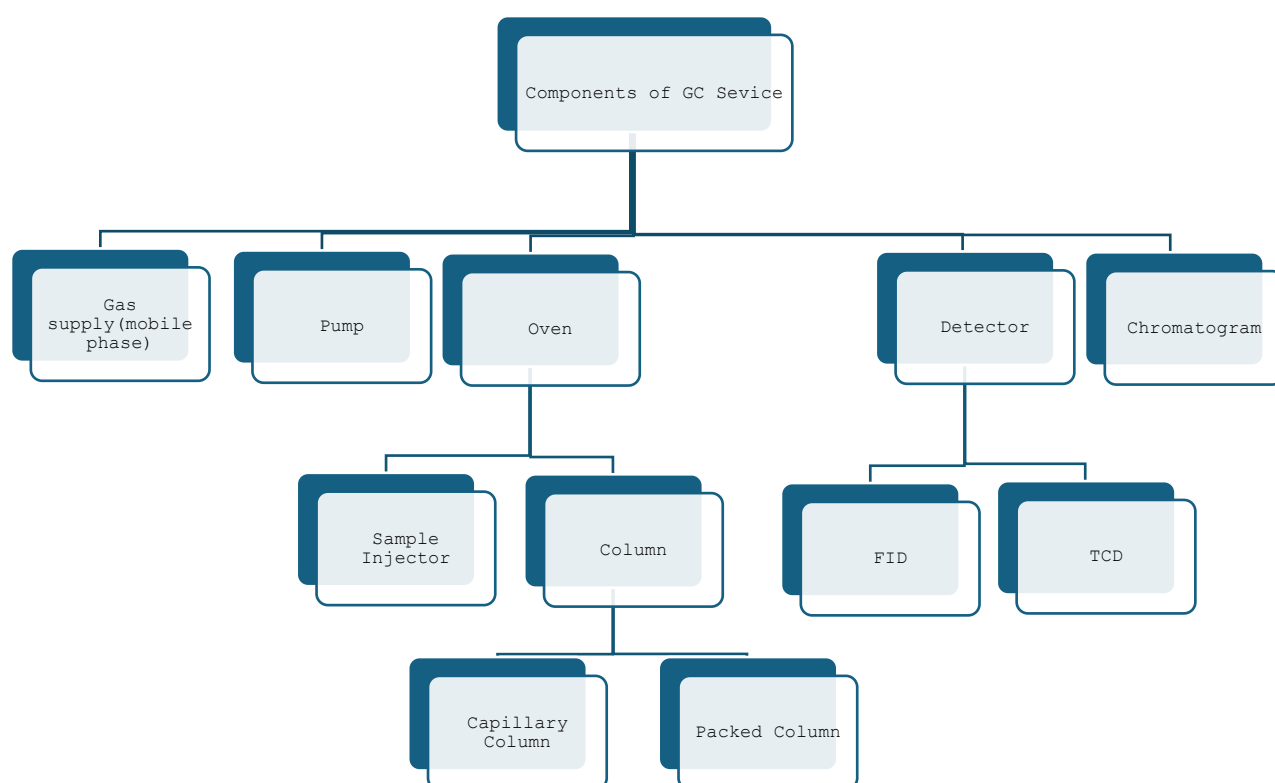 Components of GC Sevice
Gas
supply(mobile
phase)
Pump
Oven
Detector
Chromatogram
Sample
Injector
Column
FID
TCD
Capillary
Column
Packed Column